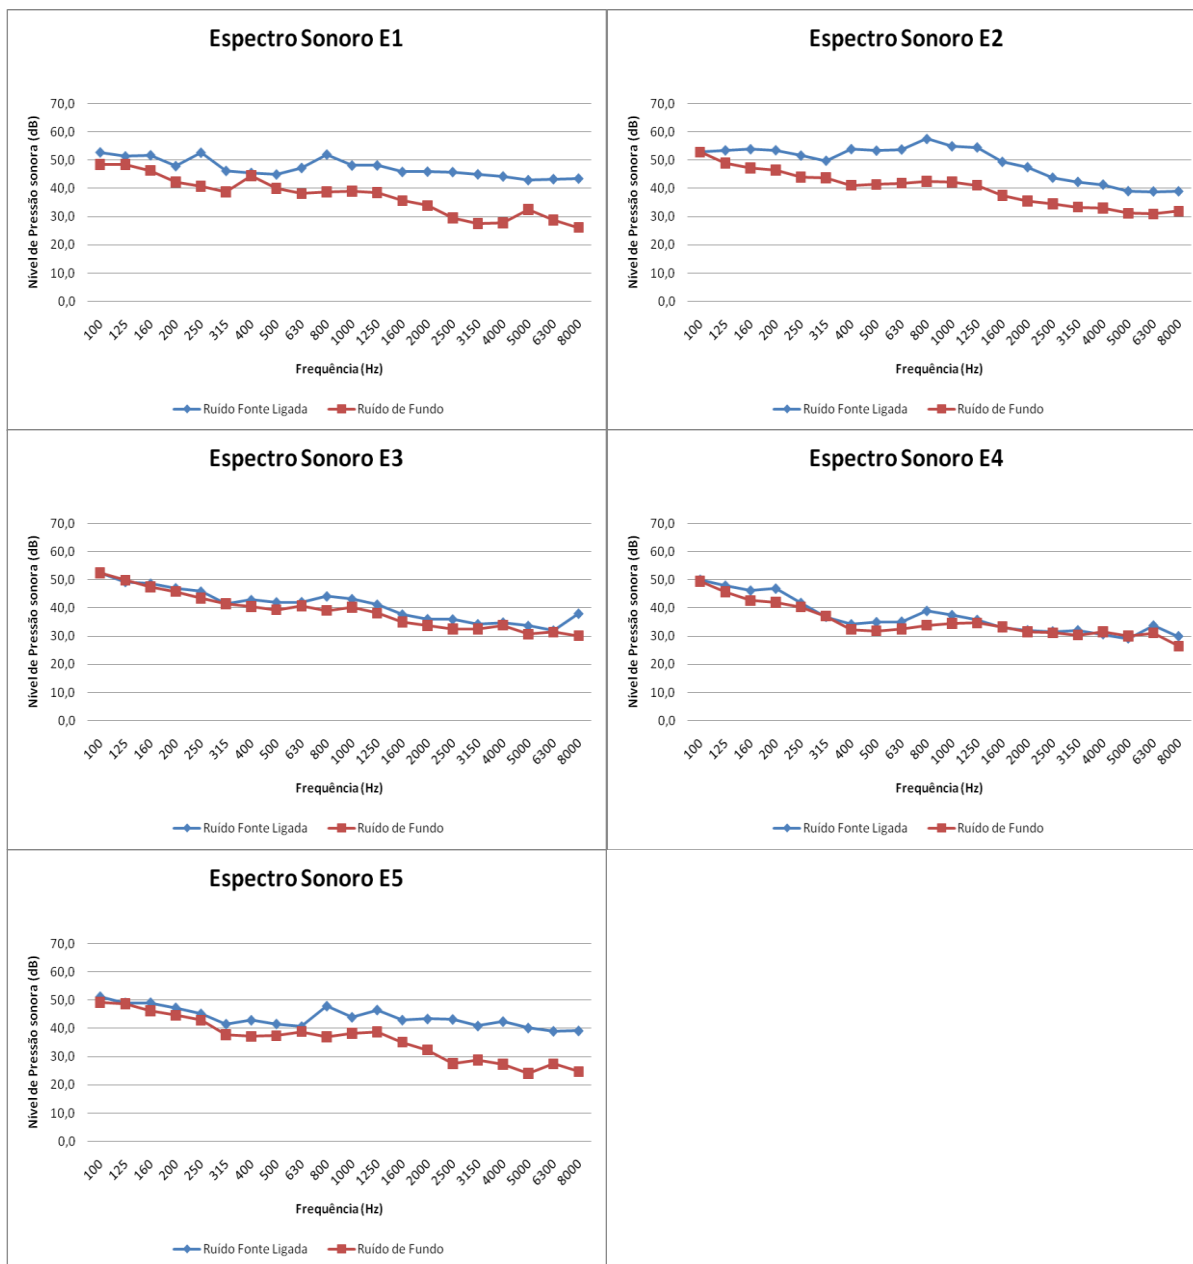 Espectro Sonoro E1
Nível de Pressão sonora (dB)
70,0
60,0
50,0
40,0
30,0
20,0
10,0
0,0
100 125 160 200 250 315 400 500 630 800 1000 1250 1600 2000 2500 3150 4000 5000 6300 8000
Frequência (Hz)
Ruído Fonte Ligada Ruído de Fundo
Espectro Sonoro E2
Nível de Pressão sonora (dB)
70,0
60,0
50,0
40,0
30,0
20,0
10,0
0,0
100 125 160 200 250 315 400 500 630 800 1000 1250 1600 2000 2500 3150 4000 5000 6300 8000
Frequência (Hz)
Ruído Fonte Ligada Ruído de Fundo
Espectro Sonoro E3
Nível de Pressão sonora (dB)
70,0
60,0
50,0
40,0
30,0
20,0
10,0
0,0
100 125 160 200 250 315 400 500 630 800 1000 1250 1600 2000 2500 3150 4000 5000 6300 8000
Frequência (Hz)
Ruído Fonte Ligada Ruído de Fundo
Espectro Sonoro E4
Nível de Pressão sonora (dB)
70,0
60,0
50,0
40,0
30,0
20,0
10,0
0,0
100 125 160 200 250 315 400 500 630 800 1000 1250 1600 2000 2500 3150 4000 5000 6300 8000
Frequência (Hz)
Ruído Fonte Ligada Ruído de Fundo
Espectro Sonoro E5
Nível de Pressão sonora (dB)
70,0
60,0
50,0
40,0
30,0
20,0
10,0
0,0
100 125 160 200 250 315 400 500 630 800 1000 1250 1600 2000 2500 3150 4000 5000 6300 8000
Frequência (Hz)
Ruído Fonte Ligada Ruído de Fundo